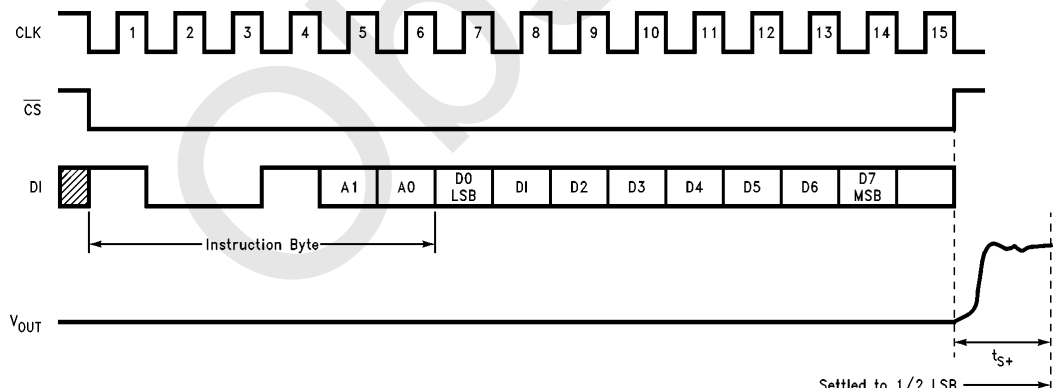 CLK 1 2 3 4 5 6 7 8 9 10 11 12 13 14 15
CS
DI A1 A0 D0 LSB DI D2 D3 D4 D5 D6 D7 MSB
Instruction Byte
VOUT
tS+
Settled to 1/2 LSB